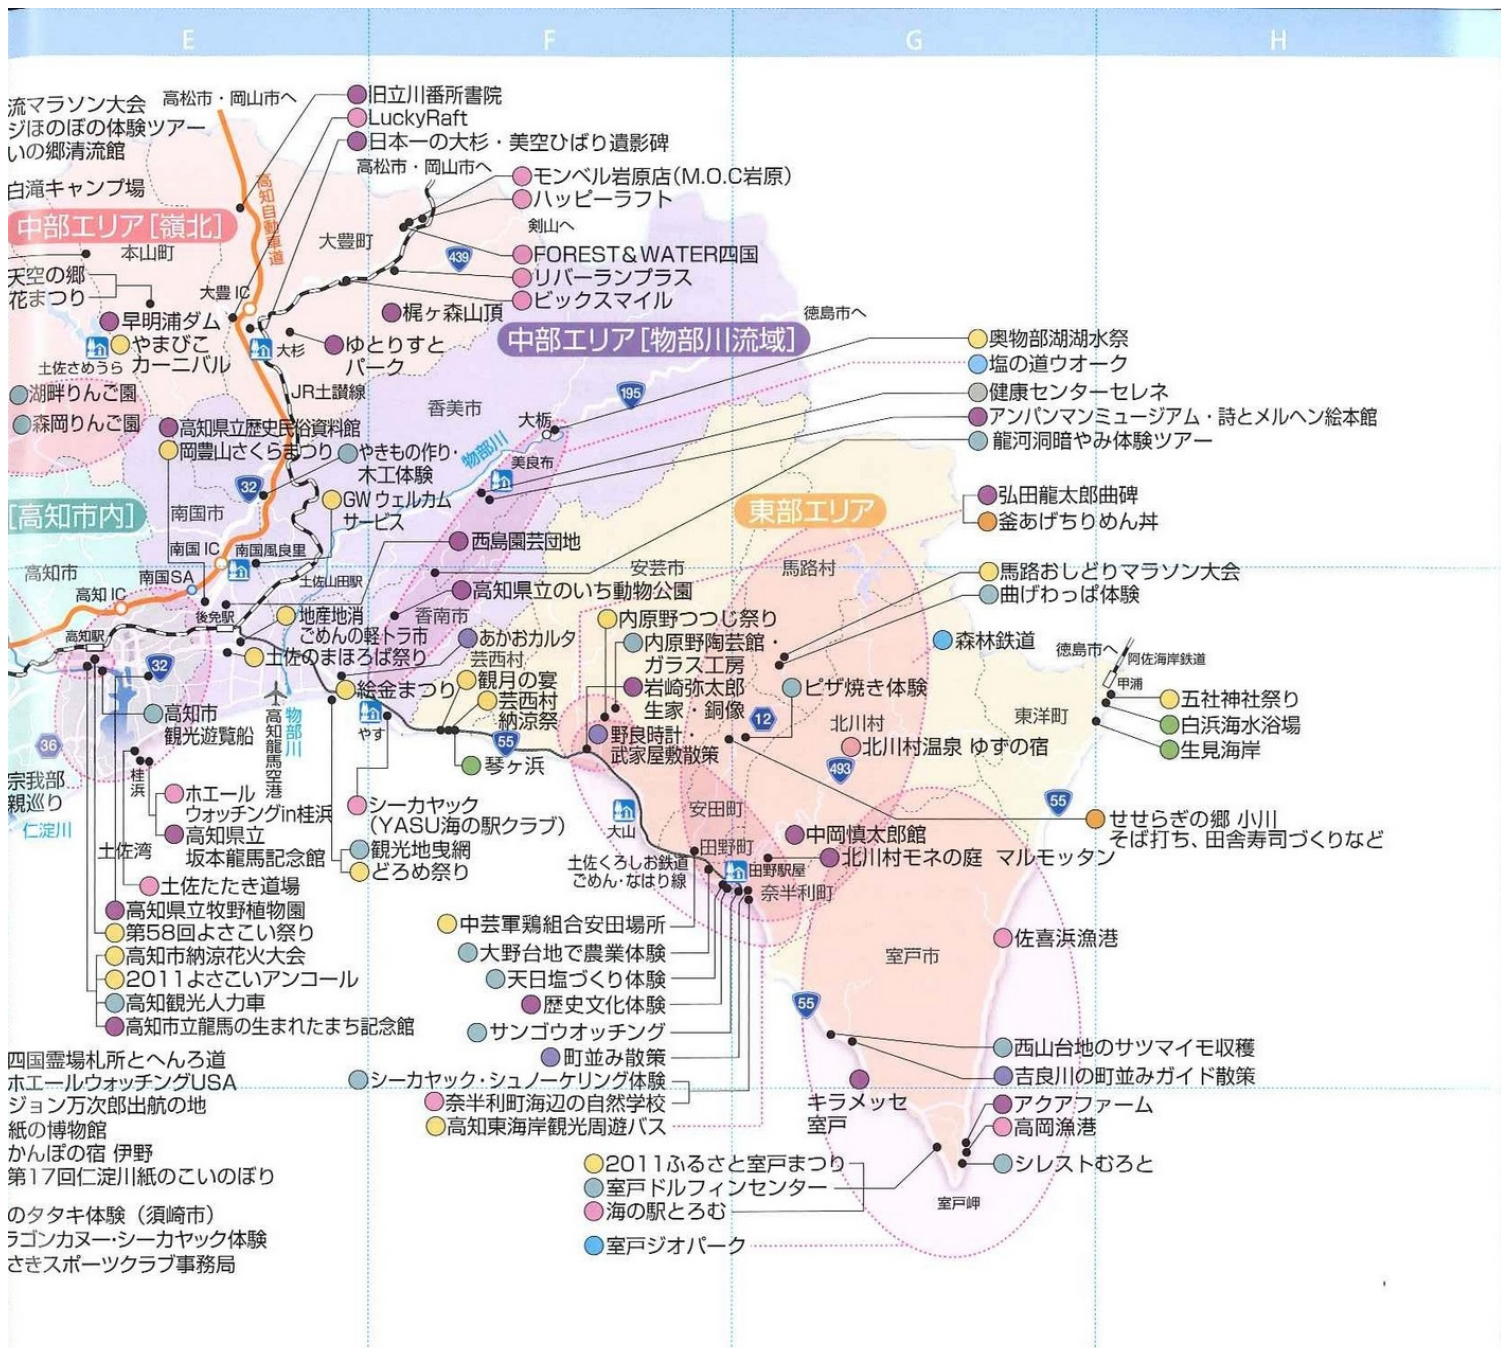 E
F
G
H
流マラソン大会
ジほのぼの体験ツアー
いの郷清流館
白滝キャンプ場
高松市・岡山市へ
旧立川番所書院
LuckyRaft
日本一の大杉・美空ひばり遺影碑
高松市・岡山市へ
モンベル岩原店(M.O.C岩原)
ハッピーラフト
剣山へ
FOREST＆WATER四国
リバーランプラス
ビックスマイル
高知自動車道
中部エリア[嶺北]
本山町
大豊町
439
天空の郷
花まつり
大豊 IC
早明浦ダム
やまびこ
カーニバル
土佐さめうら
大杉
梶ヶ森山頂
ゆとりすと
パーク
JR土讃線
中部エリア[物部川流域]
徳島市へ
奥物部湖湖水祭
塩の道ウオーク
健康センターセレネ
アンパンマンミュージアム・詩とメルヘン絵本館
龍河洞暗やみ体験ツアー
湖畔りんご園
森岡りんご園
195
香美市
大栃
物部川
美良布
高知県立歴史民俗資料館
岡豊山さくらまつり
やきもの作り・
木工体験
32
GWウェルカム
サービス
[高知市内]
南国市
南国 IC
南国風良里
東部エリア
弘田龍太郎曲碑
釜あげちりめん丼
西島園芸団地
高知市
南国SA
高知 IC
土佐山田駅
高知県立のいち動物公園
安芸市
馬路村
馬路おしどりマラソン大会
曲げわっぱ体験
後免駅
高知駅
地産地消
ごめんの軽トラ市
土佐のまほろば祭り
香南市
あかおカルタ
芸西村
観月の宴
芸西村
納涼祭
内原野つつじ祭り
内原野陶芸館・
ガラス工房
岩崎弥太郎
生家・銅像
森林鉄道
徳島市へ
阿佐海岸鉄道
甲浦
32
絵金まつり
やす
ピザ焼き体験
12
北川村
東洋町
五社神社祭り
白浜海水浴場
生見海岸
高知市
観光遊覧船
高知龍馬空港
物部川
36
55
琴ヶ浜
野良時計・
武家屋敷散策
北川村温泉 ゆずの宿
493
宗我部
親巡り
仁淀川
桂浜
ホエール
ウォッチングin桂浜
高知県立
坂本龍馬記念館
土佐湾
シーカヤック
(YASU海の駅クラブ)
観光地曳網
どろめ祭り
大山
安田町
55
せせらぎの郷 小川
そば打ち、田舎寿司づくりなど
中岡慎太郎館
田野町
北川村モネの庭 マルモッタン
土佐くろしお鉄道
ごめん・なはり線
田野駅屋
奈半利町
土佐たたき道場
高知県立牧野植物園
第58回よさこい祭り
高知市納涼花火大会
2011よさこいアンコール
高知観光人力車
高知市立龍馬の生まれたまち記念館
中芸軍鶏組合安田場所
大野台地で農業体験
天日塩づくり体験
歴史文化体験
サンゴウオッチング
町並み散策
シーカヤック・シュノーケリング体験
奈半利町海辺の自然学校
高知東海岸観光周遊バス
佐喜浜漁港
室戸市
55
西山台地のサツマイモ収穫
吉良川の町並みガイド散策
キラメッセ
室戸
アクアファーム
高岡漁港
シレストむろと
室戸岬
四国霊場札所とへんろ道
ホエールウォッチングUSA
ジョン万次郎出航の地
紙の博物館
かんぽの宿 伊野
第17回仁淀川紙のこいのぼり
2011ふるさと室戸まつり
室戸ドルフィンセンター
海の駅とろむ
室戸ジオパーク
のタタキ体験（須崎市）
ラゴンカヌー・シーカヤック体験
さきスポーツクラブ事務局